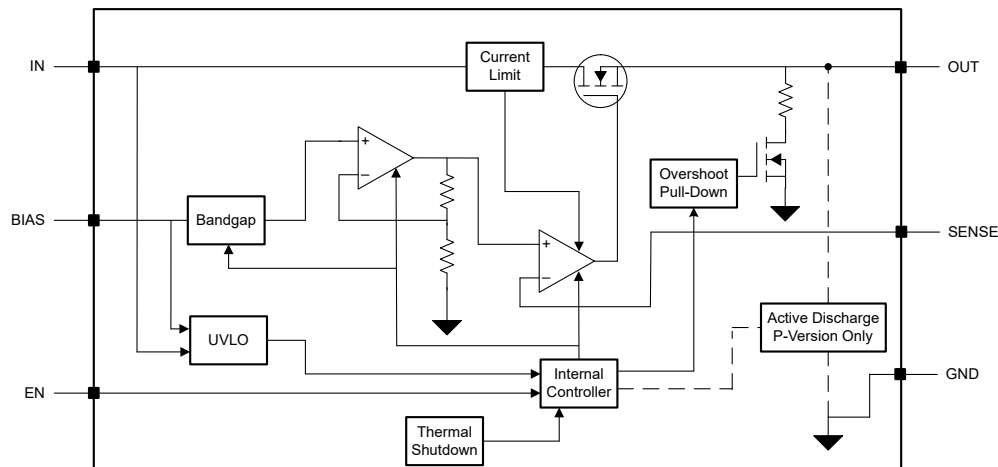 IN
Current
Limit
OUT
+
−
Overshoot
Pull-Down
BIAS
Bandgap
+
−
SENSE
UVLO
Active Discharge
P-Version Only
Internal
Controller
GND
EN
Thermal
Shutdown